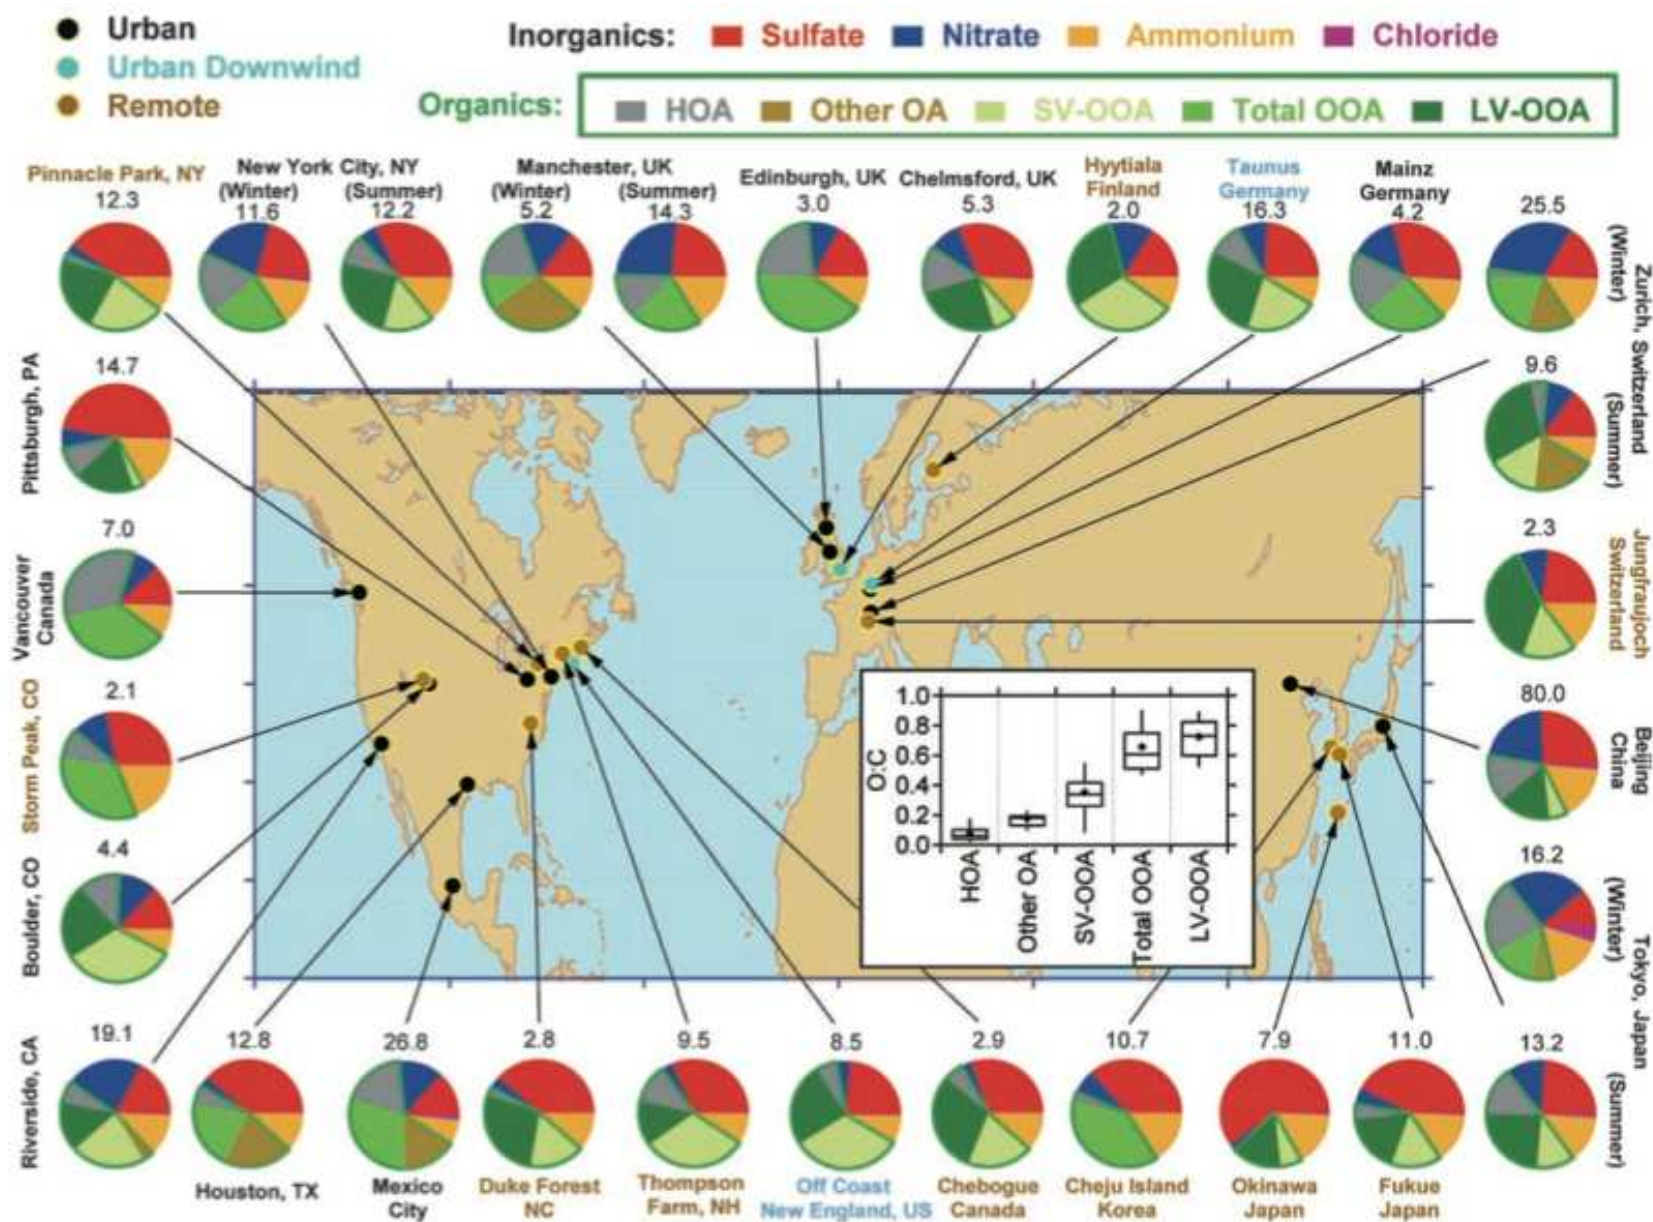 Urban
Urban Downwind
Remote
Inorganics: Sulfate Nitrate Ammonium Chloride
Organics: HOA Other OA SV-OOA Total OOA LV-OOA
Pinnacle Park, NY
12.3
New York City, NY
(Winter) (Summer)
11.6 12.2
Manchester, UK
(Winter) (Summer)
5.2 14.3
Edinburgh, UK
3.0
Chelmsford, UK
5.3
Hyytiala
Finland
2.0
Taunus
Germany
16.3
Mainz
Germany
4.2
25.5
(Winter)
Zurich, Switzerland
9.6
(Summer)
2.3
Jungfraujoch
Switzerland
80.0
Beijing
China
16.2
(Winter)
Tokyo, Japan
13.2
(Summer)
Pittsburgh, PA
14.7
Vancouver
Canada
7.0
Storm Peak, CO
2.1
Boulder, CO
4.4
Riverside, CA
19.1
12.8
Houston, TX
26.8
Mexico
City
2.8
Duke Forest
NC
9.5
Thompson
Farm, NH
8.5
Off Coast
New England, US
2.9
Chebogue
Canada
10.7
Cheju Island
Korea
7.9
Okinawa
Japan
11.0
Fukue
Japan
O:C
1.0
0.8
0.6
0.4
0.2
0.0
HOA
Other OA
SV-OOA
Total OOA
LV-OOA